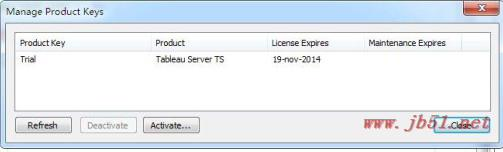 Manage Product Keys
Product Key Product License Expires Maintenance Expires
Trial Tableau Server TS 19-nov-2014
Refresh Deactivate Activate... Close
www.jb51.net